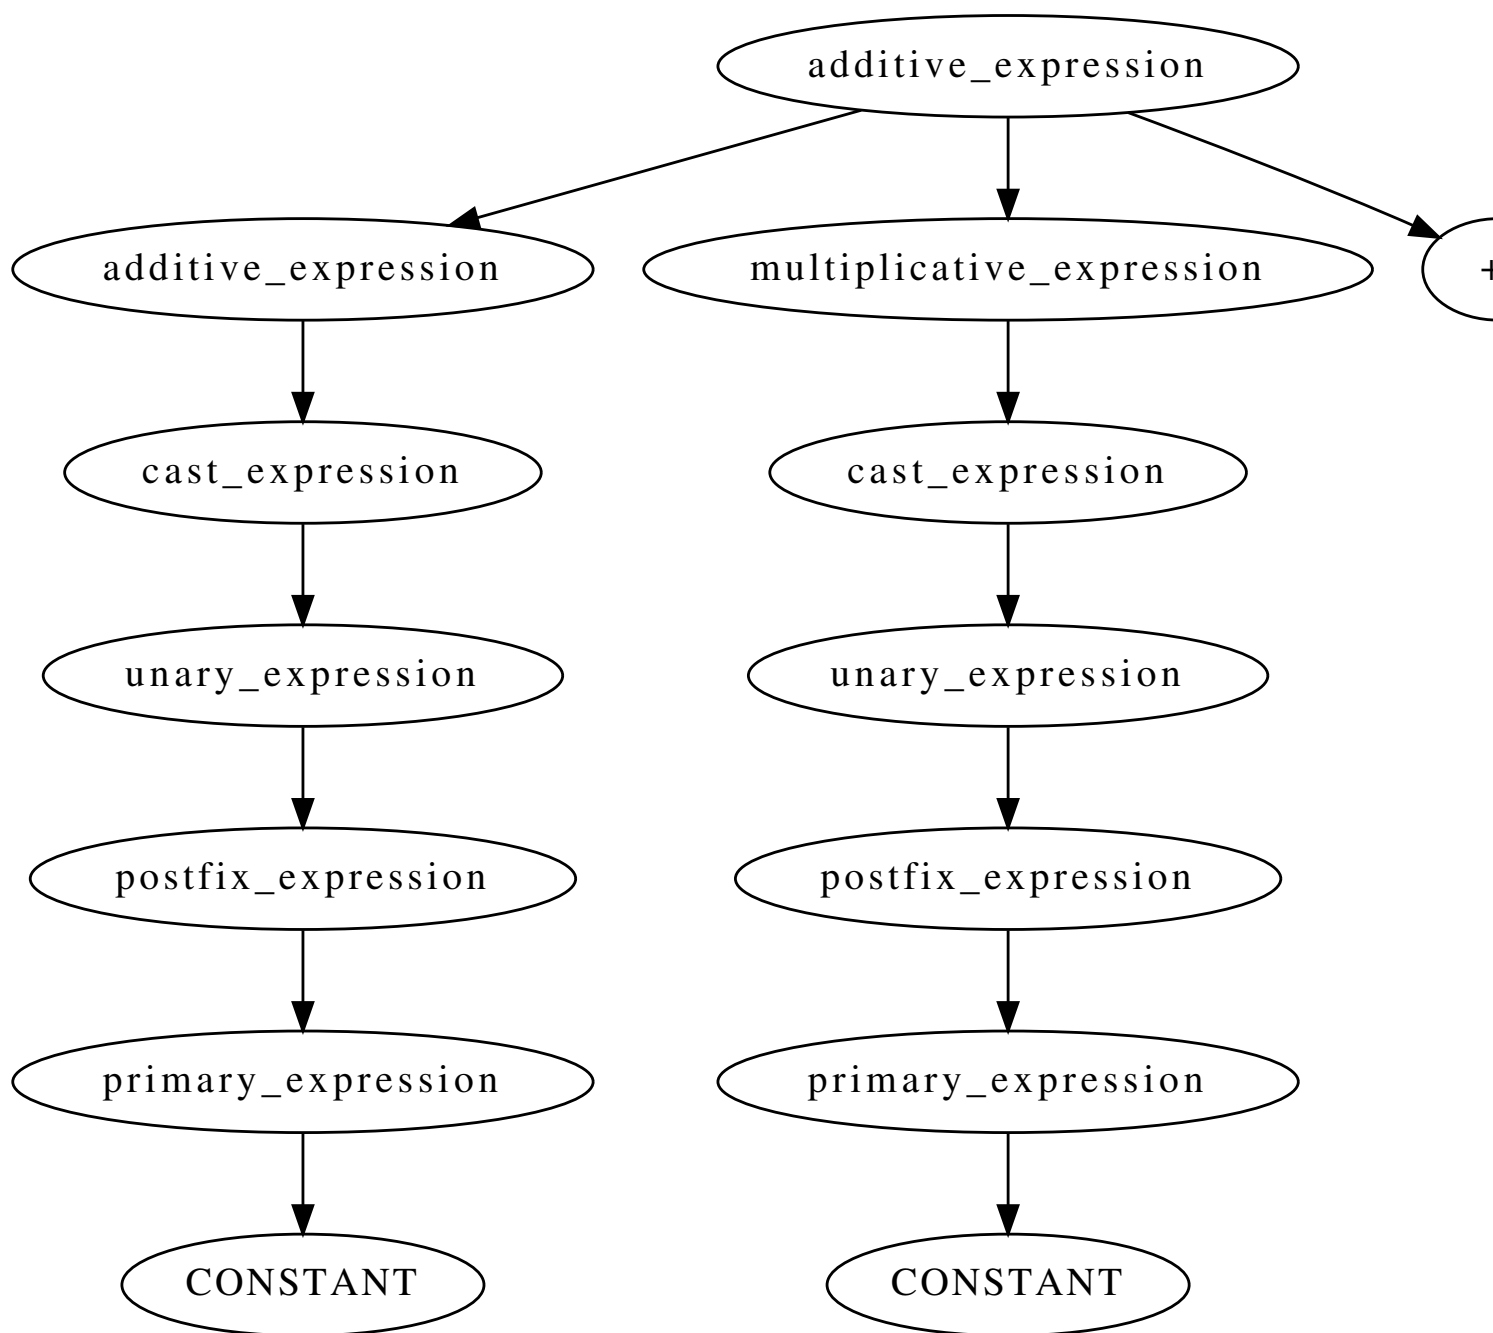 additive_expression
additive_expression
multiplicative_expression
+
cast_expression
cast_expression
unary_expression
unary_expression
postfix_expression
postfix_expression
primary_expression
primary_expression
CONSTANT
CONSTANT